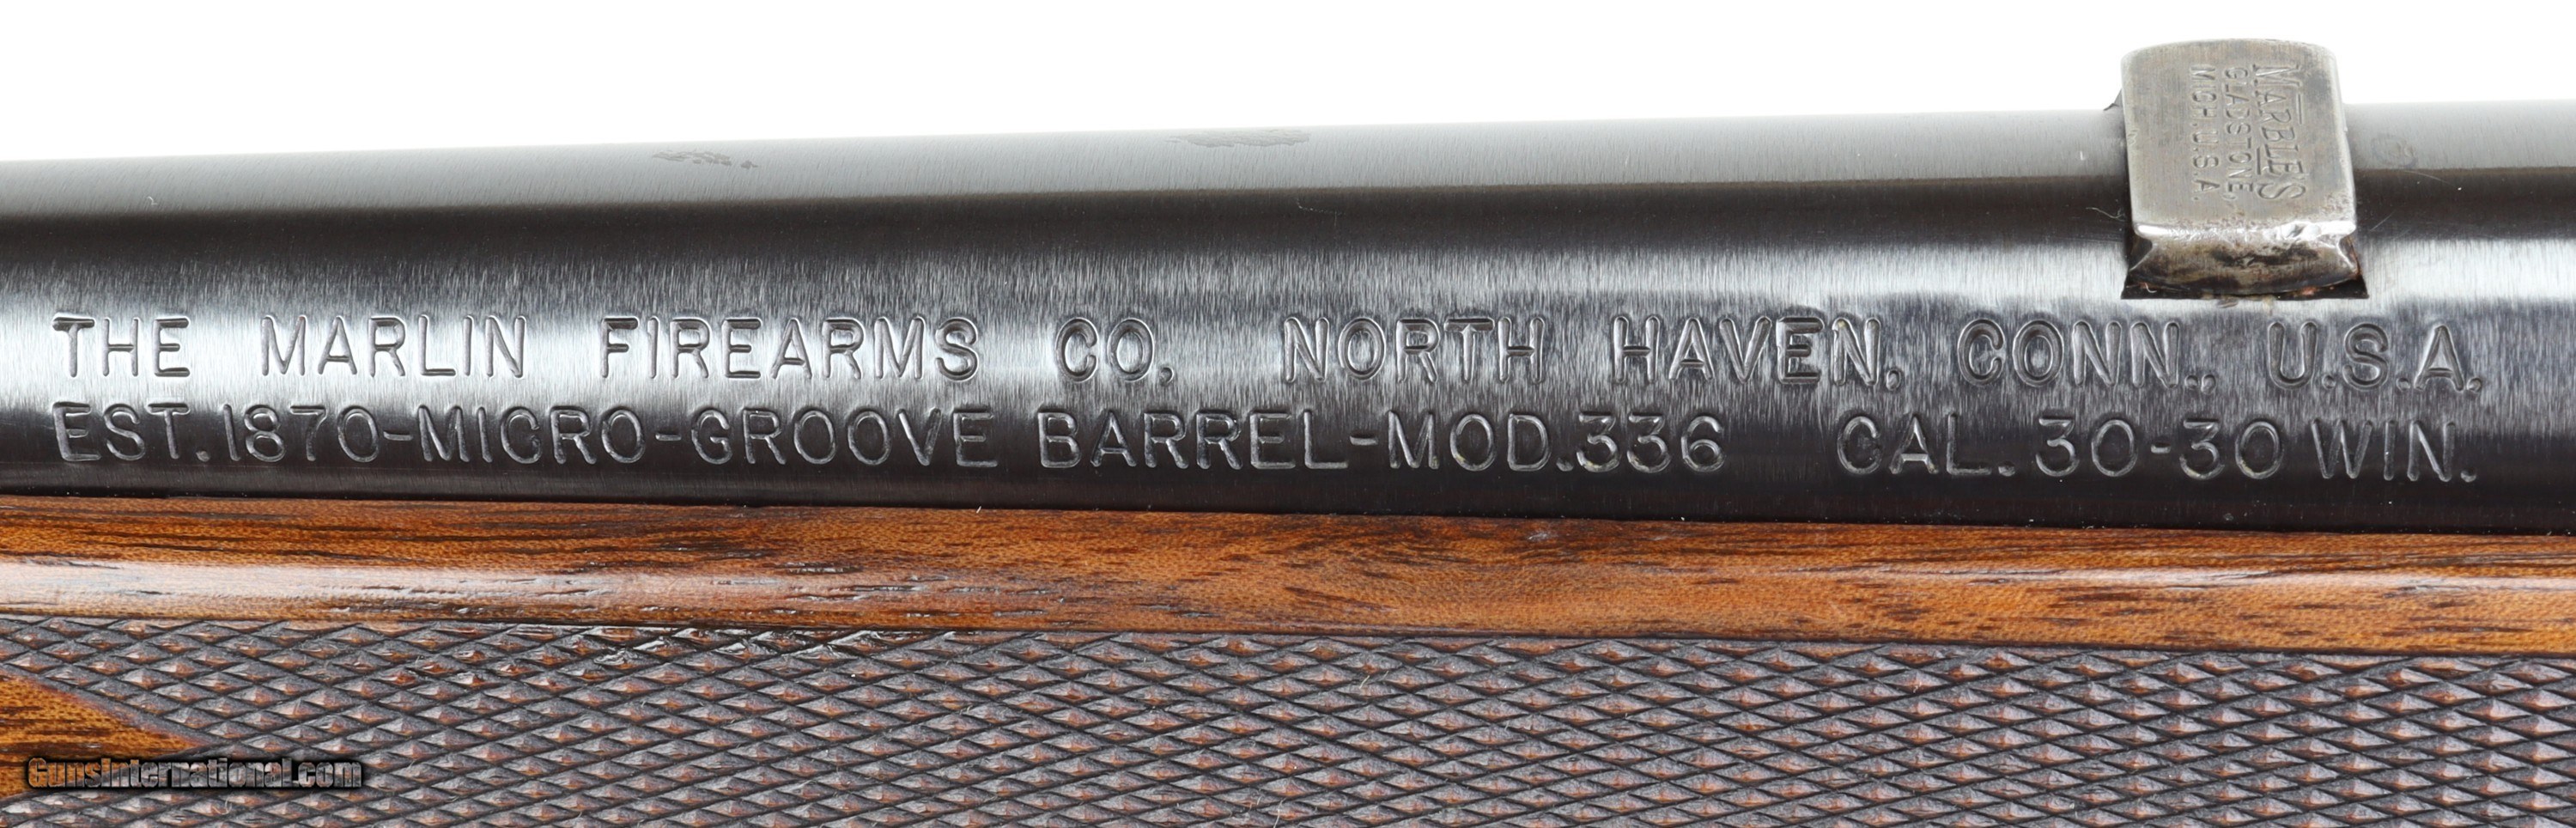 MARBLES
GLADSTONE,
MICH.U.S.A.
THE MARLIN FIREARMS CO. NORTH HAVEN, CONN., U.S.A.
EST.1870-MICRO-GROOVE BARREL-MOD.336 CAL.30-30 WIN.
GunsInternational.com